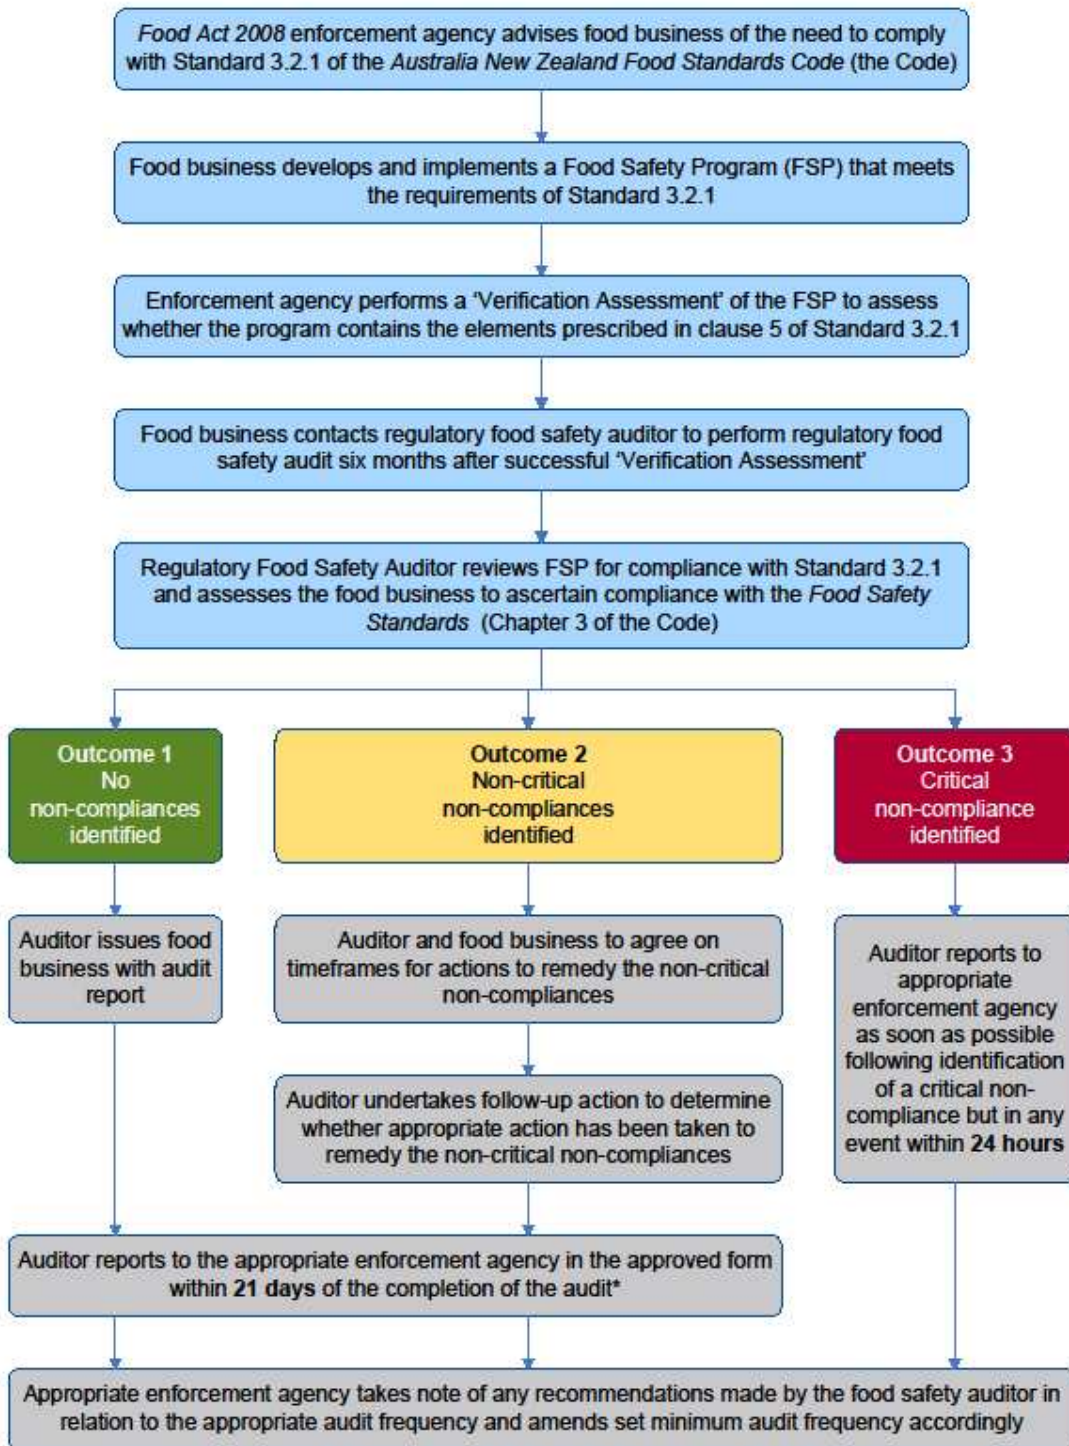 Food Act 2008 enforcement agency advises food business of the need to comply
with Standard 3.2.1 of the Australia New Zealand Food Standards Code (the Code)
Food business develops and implements a Food Safety Program (FSP) that meets
the requirements of Standard 3.2.1
Enforcement agency performs a ‘Verification Assessment’ of the FSP to assess
whether the program contains the elements prescribed in clause 5 of Standard 3.2.1
Food business contacts regulatory food safety auditor to perform regulatory food
safety audit six months after successful ‘Verification Assessment’
Regulatory Food Safety Auditor reviews FSP for compliance with Standard 3.2.1
and assesses the food business to ascertain compliance with the Food Safety
Standards (Chapter 3 of the Code)
Outcome 1
No
non-compliances
identified
Outcome 2
Non-critical
non-compliances
identified
Outcome 3
Critical
non-compliance
identified
Auditor issues food
business with audit
report
Auditor and food business to agree on
timeframes for actions to remedy the non-critical
non-compliances
Auditor undertakes follow-up action to determine
whether appropriate action has been taken to
remedy the non-critical non-compliances
Auditor reports to
appropriate
enforcement agency
as soon as possible
following identification
of a critical non-
compliance but in any
event within 24 hours
Auditor reports to the appropriate enforcement agency in the approved form
within 21 days of the completion of the audit*
Appropriate enforcement agency takes note of any recommendations made by the food safety auditor in
relation to the appropriate audit frequency and amends set minimum audit frequency accordingly